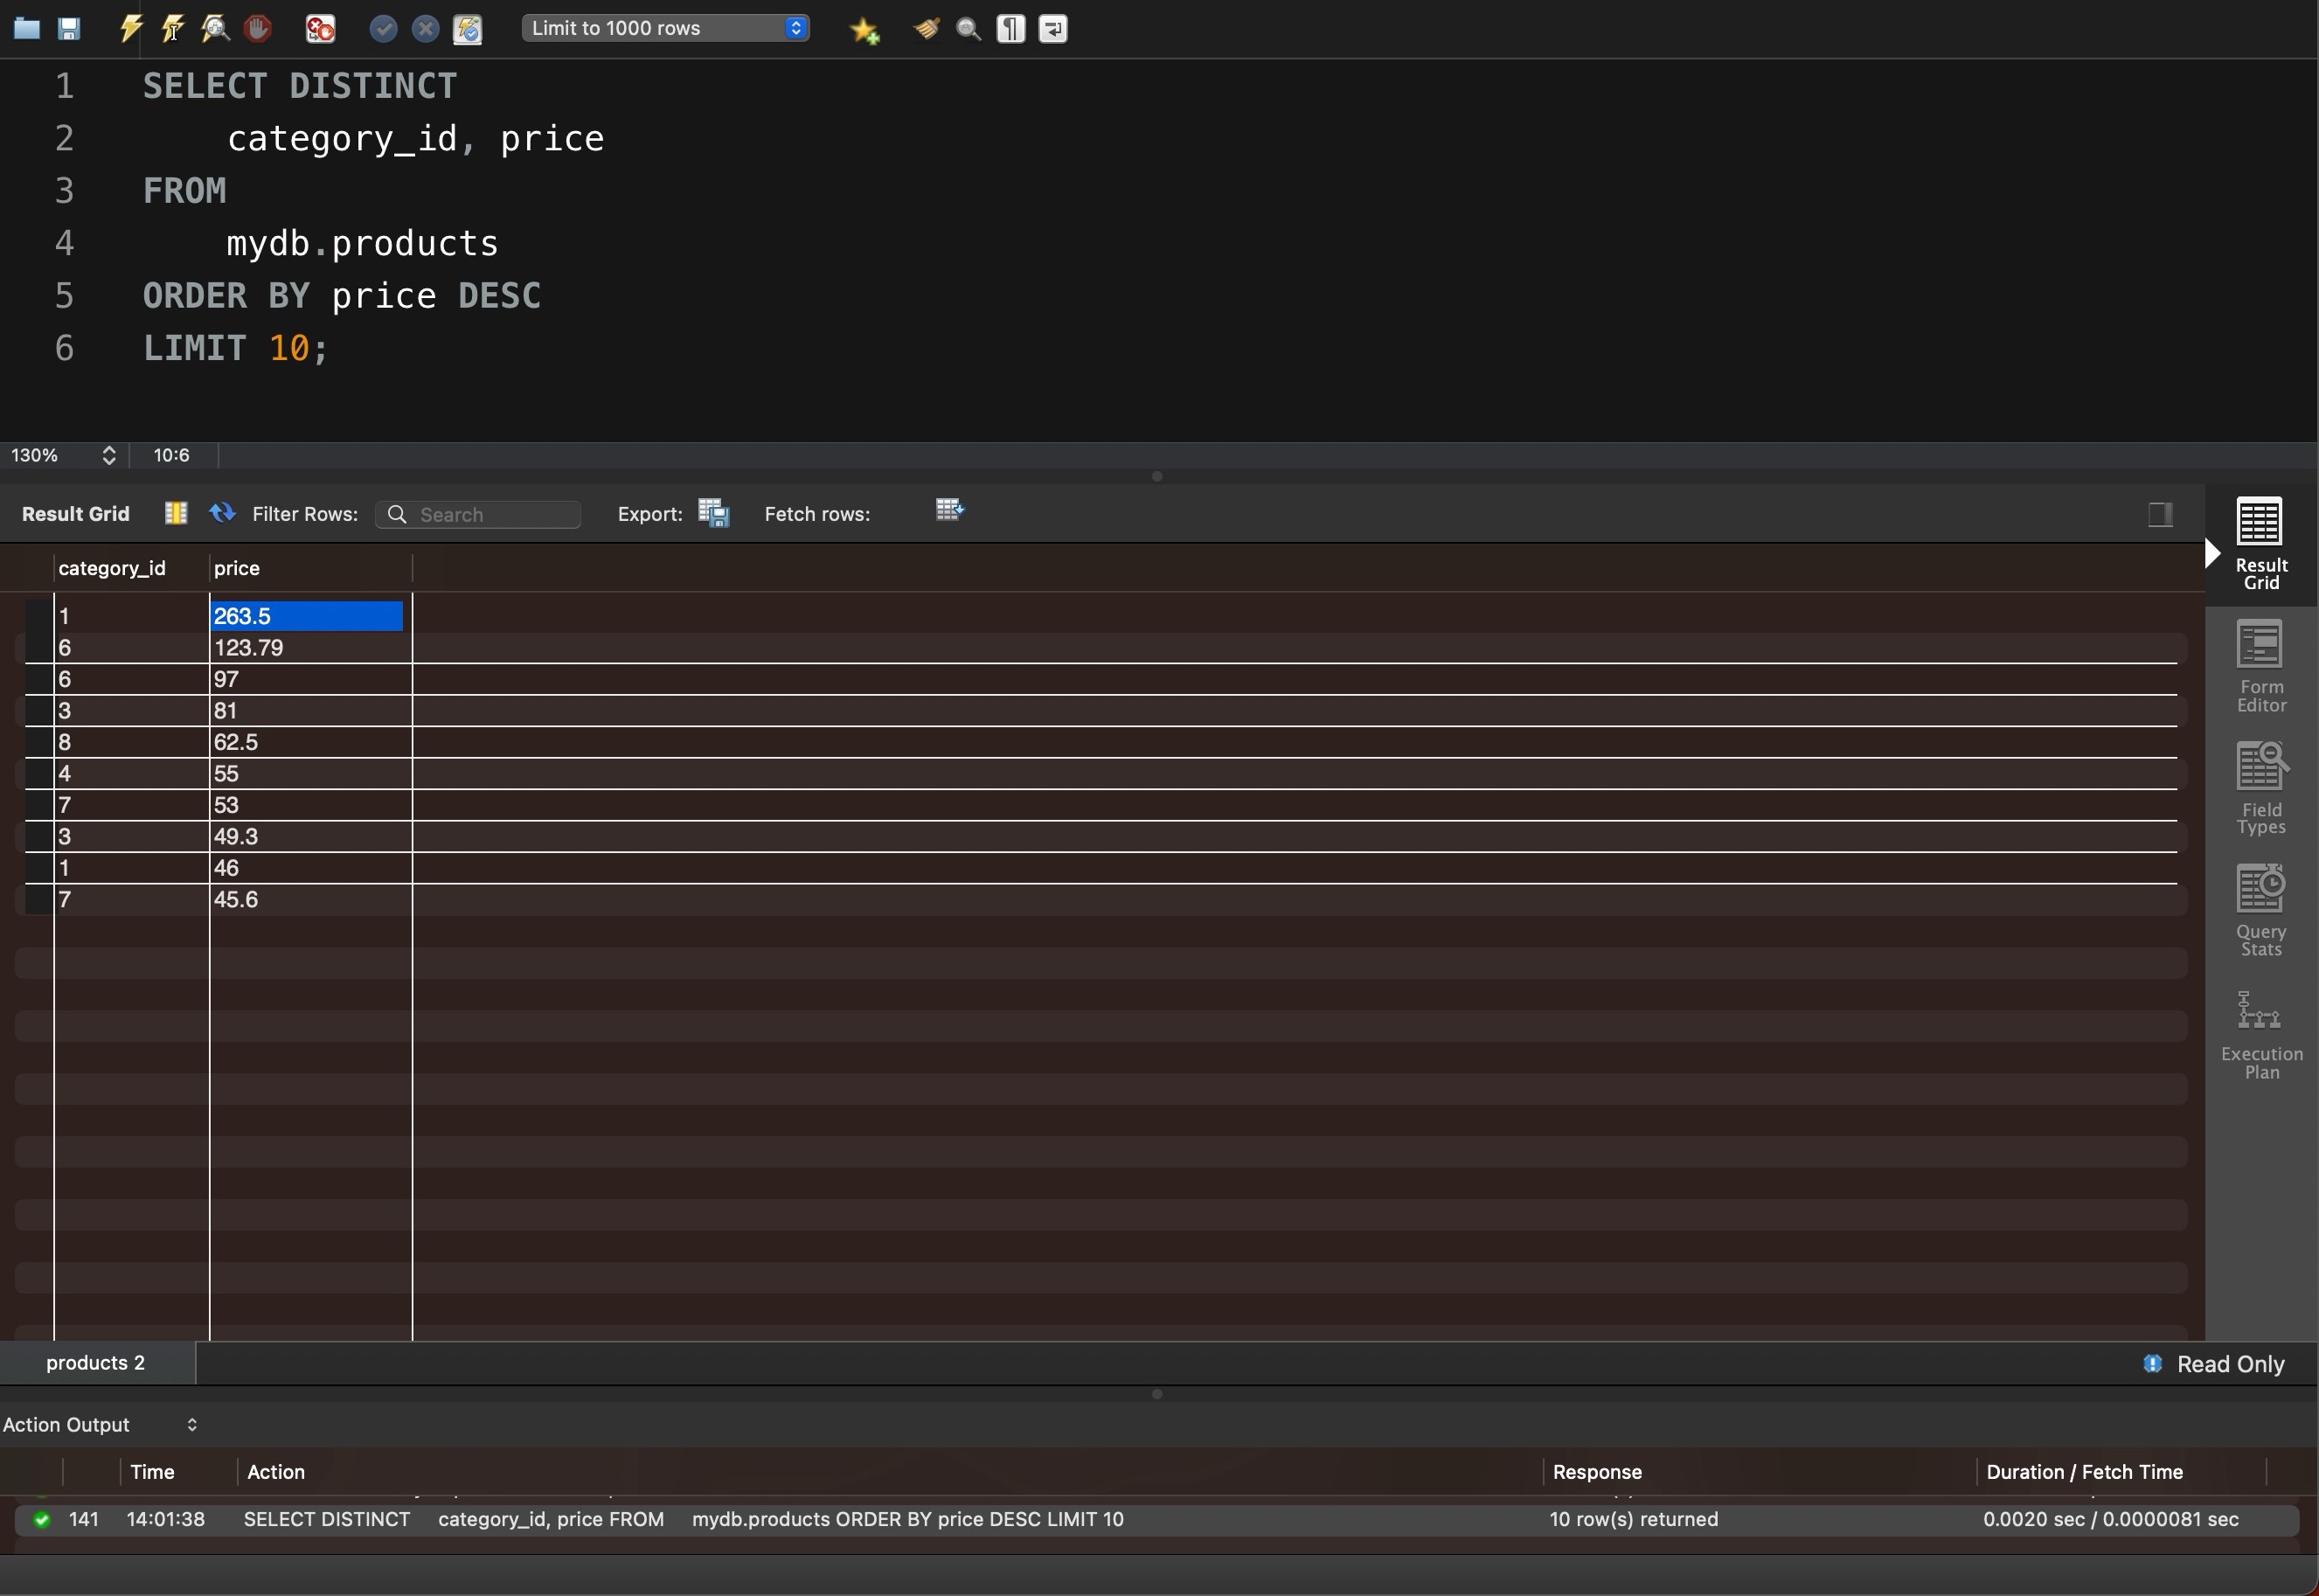 Limit to 1000 rows
1 SELECT DISTINCT
2 category_id, price
3 FROM
4 mydb.products
5 ORDER BY price DESC
6 LIMIT 10;
130% 10:6
Result Grid Filter Rows: Search Export: Fetch rows:
category_id price
1 263.5
6 123.79
6 97
3 81
8 62.5
4 55
7 53
3 49.3
1 46
7 45.6
Result
Grid
Form
Editor
Field
Types
Query
Stats
Execution
Plan
products 2 Read Only
Action Output
Time Action Response Duration / Fetch Time
141 14:01:38 SELECT DISTINCT category_id, price FROM mydb.products ORDER BY price DESC LIMIT 10 10 row(s) returned 0.0020 sec / 0.0000081 sec